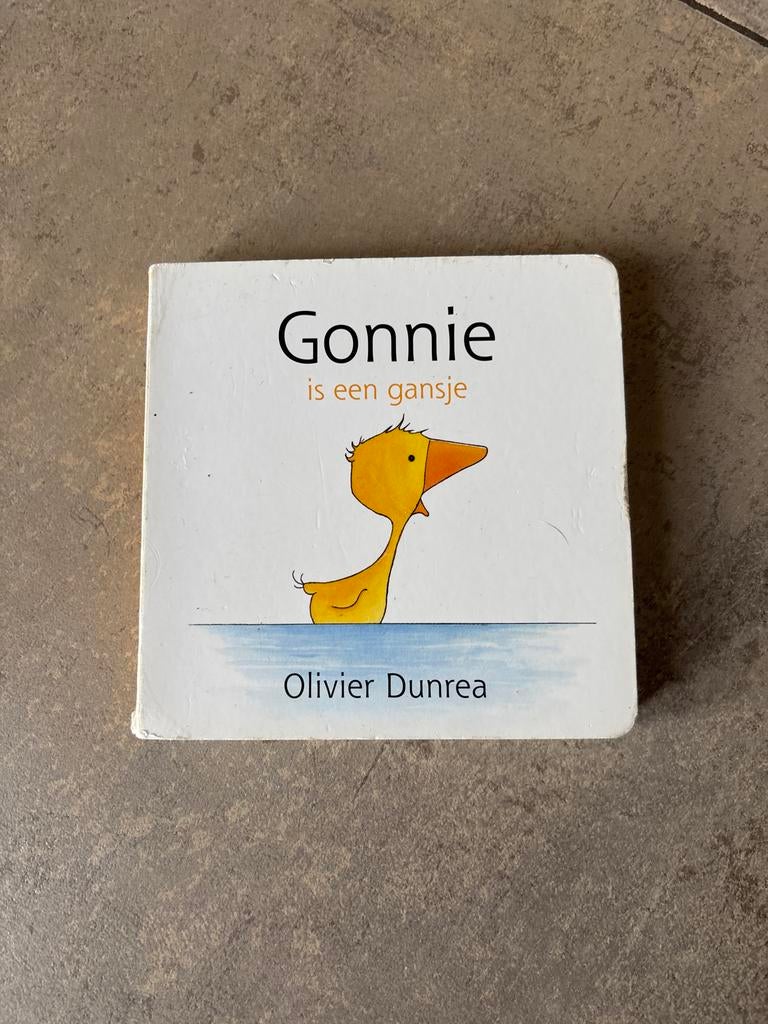 Gonnie
is een gansje
Olivier Dunrea